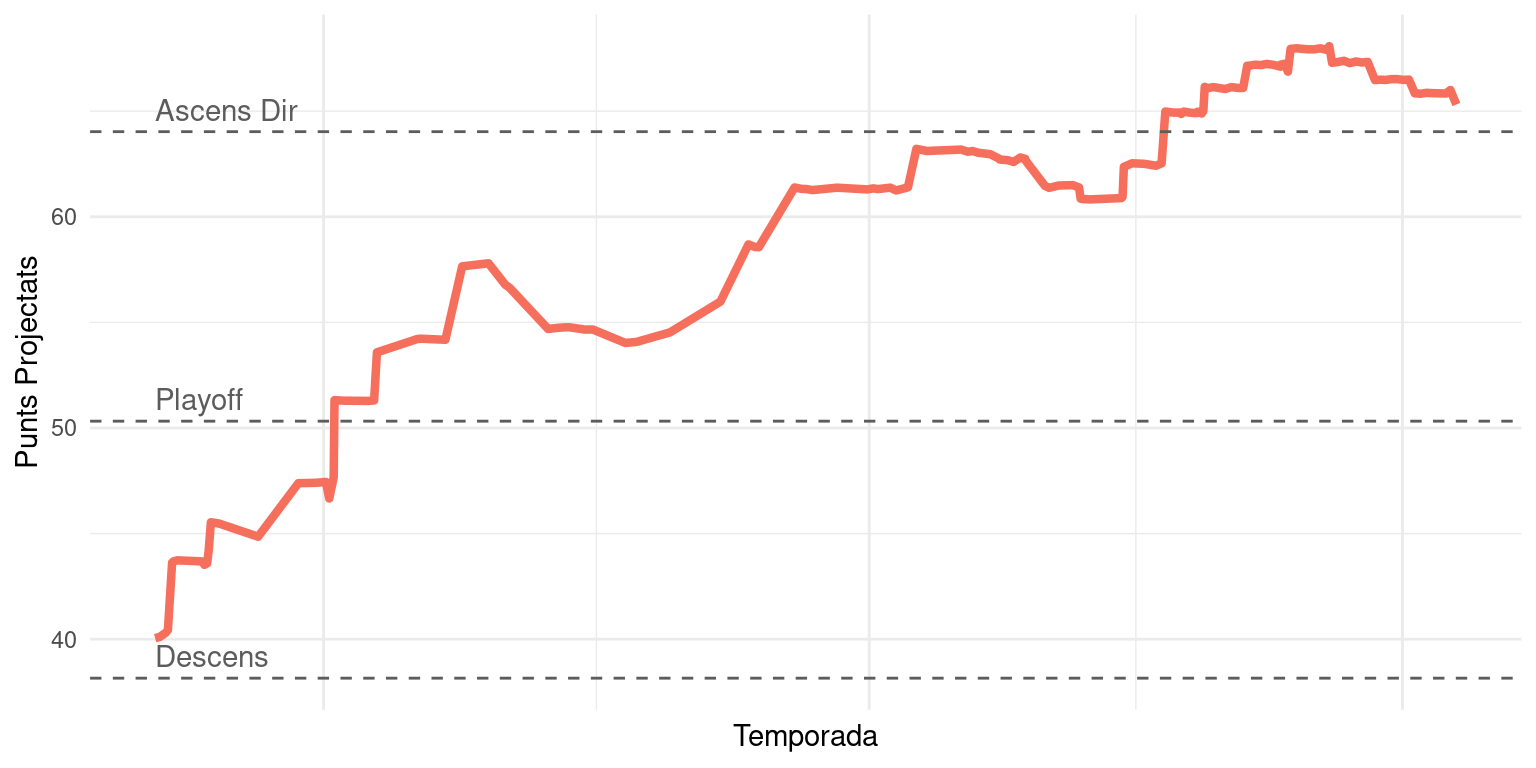 Punts Projectats
60
50
40
Ascens Dir
Playoff
Descens
Temporada